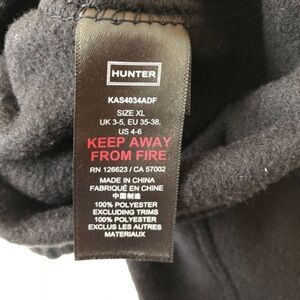 HUNTER
KAS4034ADF
SIZE XL
UK 3-5, EU 35-38,
US 4-6
KEEP AWAY
FROM FIRE
RN 126623 / CA 57002
MADE IN CHINA
FABRIQUÉ EN CHINE
中国制造
100% POLYESTER
EXCLUDING TRIMS
100% POLYESTER
EXCLUS LES AUTRES
MATERIAUX